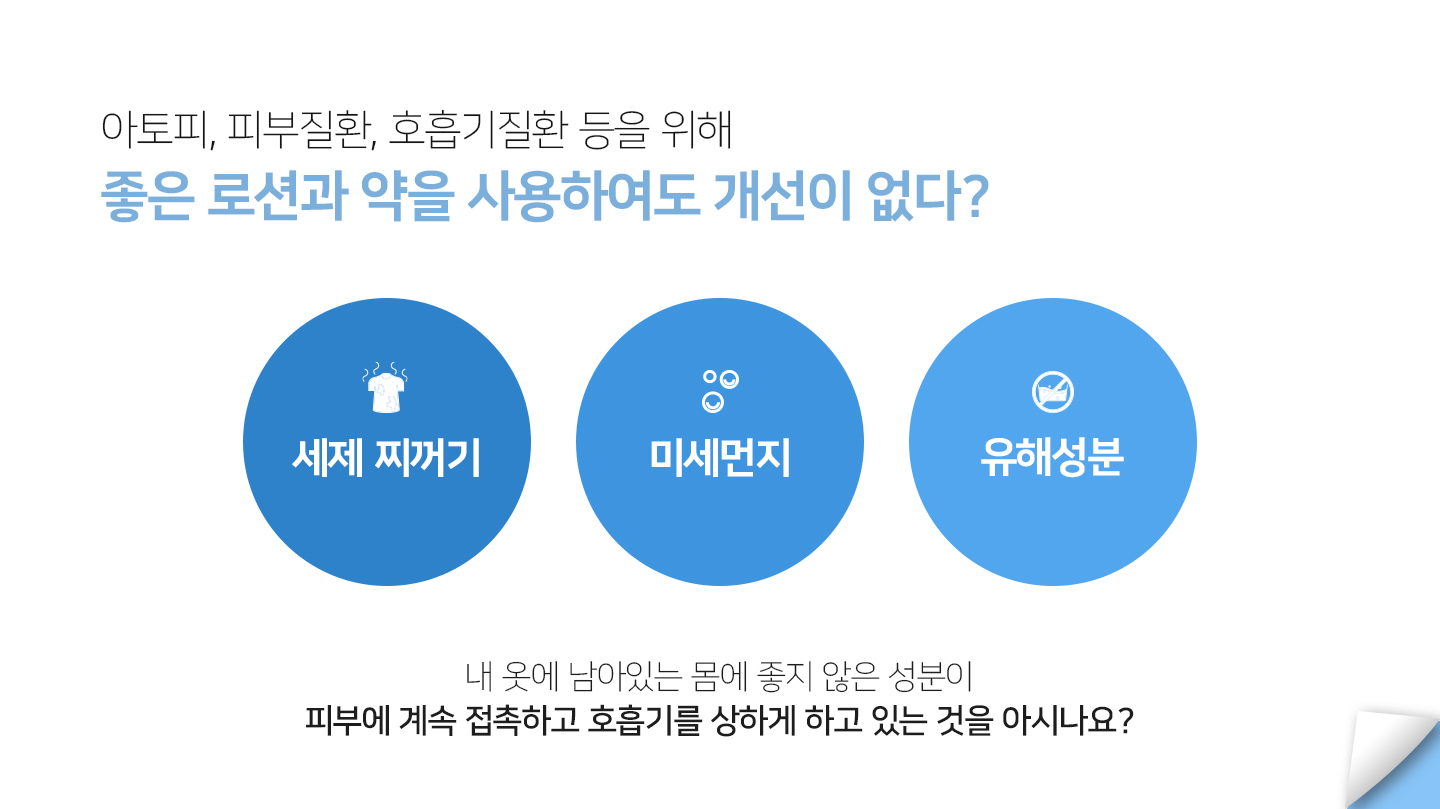 아토피, 피부질환, 호흡기질환 등을 위해
좋은 로션과 약을 사용하여도 개선이 없다?
세제 찌꺼기
미세먼지
유해성분
내 옷에 남아있는 몸에 좋지 않은 성분이
피부에 계속 접촉하고 호흡기를 상하게 하고 있는 것을 아시나요?